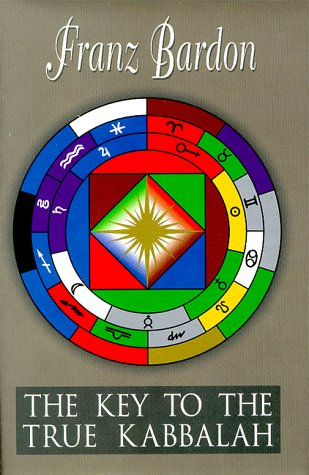 Franz Bardon
THE KEY TO THE
TRUE KABBALAH